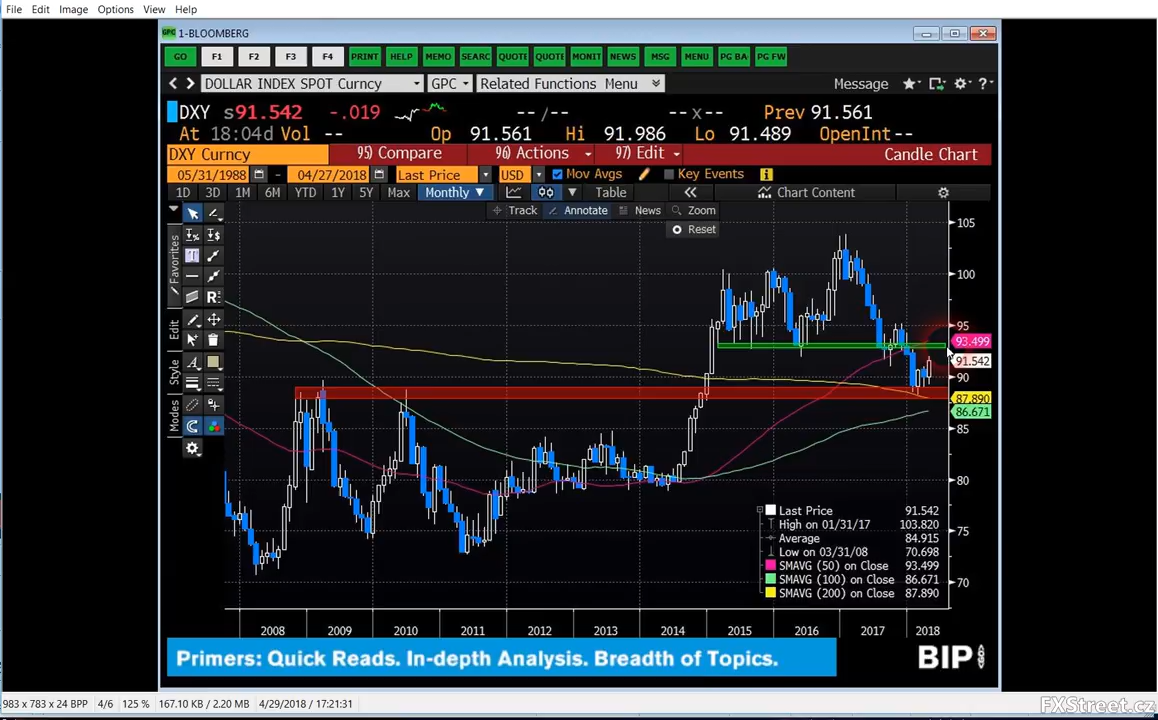 File Edit Image Options View Help
GPC 1-BLOOMBERG
GO F1 F2 F3 F4 PRINT HELP MEMO SEARC QUOTE QUOTE MONIT NEWS MSG MENU PG BA PG FW
DOLLAR INDEX SPOT Curncy GPC Related Functions Menu Message
DXY s91.542 -.019 --/-- --x-- Prev 91.561
At 18:04d Vol -- Op 91.561 Hi 91.986 Lo 91.489 OpenInt--
DXY Curncy 95) Compare 96) Actions 97) Edit Candle Chart
05/31/1988 - 04/27/2018 Last Price USD Mov Avgs Key Events
1D 3D 1M 6M YTD 1Y 5Y Max Monthly ▼ Table « Chart Content
Track Annotate News Zoom
Reset
Favorites
Edit
Style
Modes
105
100
95
93.499
91.542
90
87.890
86.671
85
80
75
70
Last Price 91.542
High on 01/31/17 103.820
Average 84.915
Low on 03/31/08 70.698
SMAVG (50) on Close 93.499
SMAVG (100) on Close 86.671
SMAVG (200) on Close 87.890
2008 2009 2010 2011 2012 2013 2014 2015 2016 2017 2018
Primers: Quick Reads. In-depth Analysis. Breadth of Topics.
BIP
983 x 783 x 24 BPP 4/6 125 % 167.10 KB / 2.20 MB 4/29/2018 / 17:21:31
FXStreet.cz